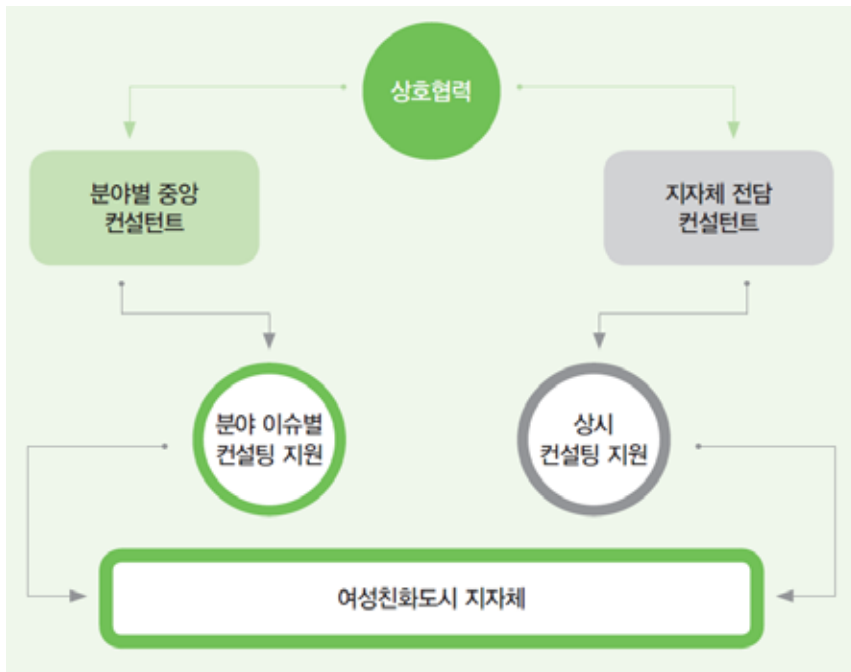 상호협력
분야별 중앙
컨설턴트
지자체 전담
컨설턴트
분야 이슈별
컨설팅 지원
상시
컨설팅 지원
여성친화도시 지자체